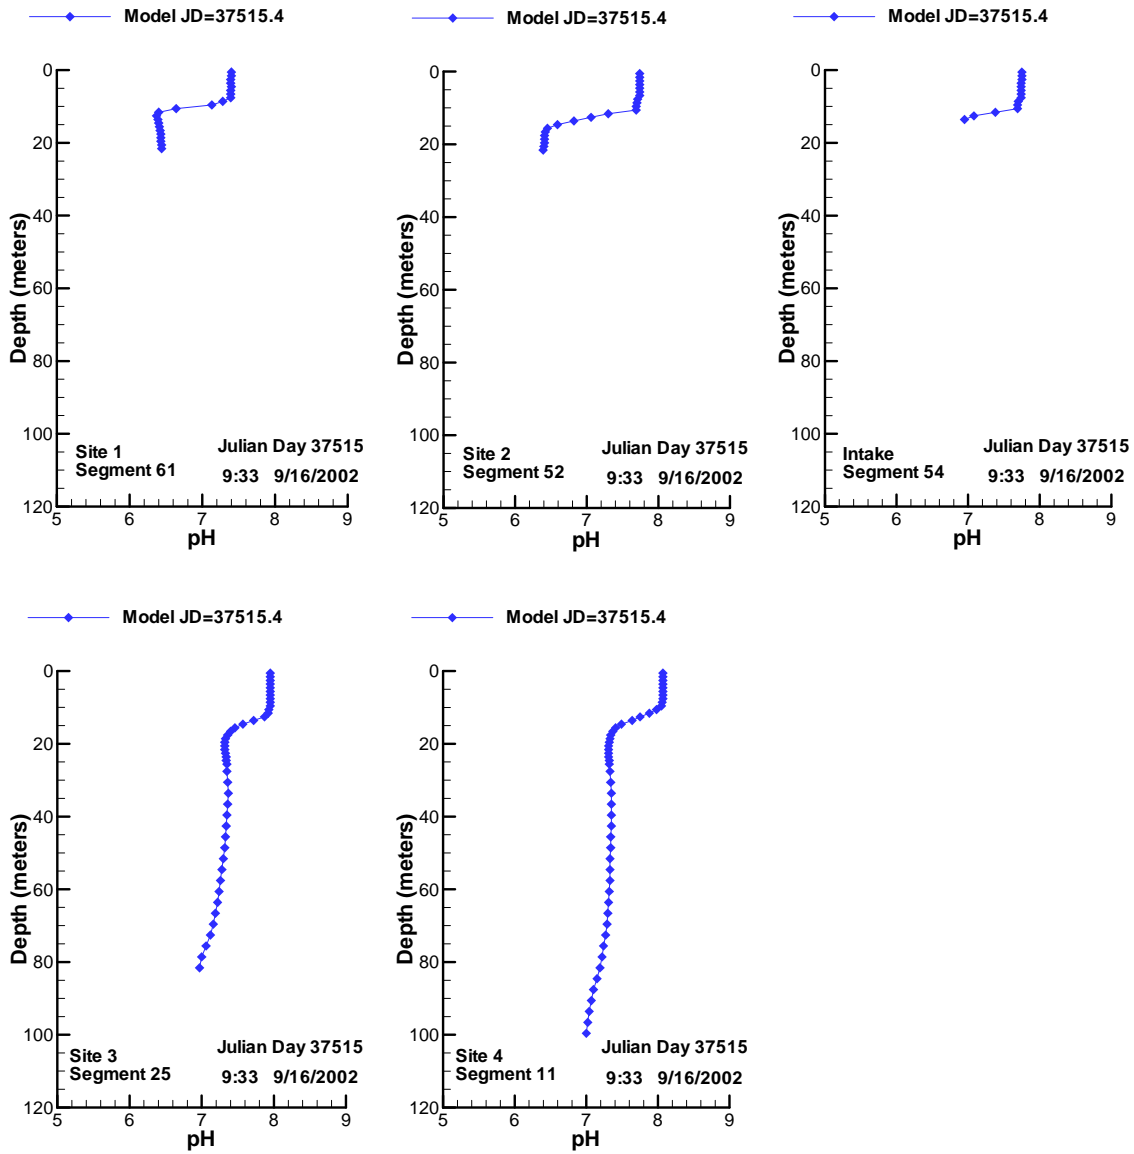 Model JD=37515.4
0
20
40
60
80
100
120
Depth (meters)
Site 1
Segment 61
Julian Day 37515
9:33 9/16/2002
5 6 7 8 9
pH
Model JD=37515.4
0
20
40
60
80
100
120
Depth (meters)
Site 2
Segment 52
Julian Day 37515
9:33 9/16/2002
5 6 7 8 9
pH
Model JD=37515.4
0
20
40
60
80
100
120
Depth (meters)
Intake
Segment 54
Julian Day 37515
9:33 9/16/2002
5 6 7 8 9
pH
Model JD=37515.4
0
20
40
60
80
100
120
Depth (meters)
Site 3
Segment 25
Julian Day 37515
9:33 9/16/2002
5 6 7 8 9
pH
Model JD=37515.4
0
20
40
60
80
100
120
Depth (meters)
Site 4
Segment 11
Julian Day 37515
9:33 9/16/2002
5 6 7 8 9
pH